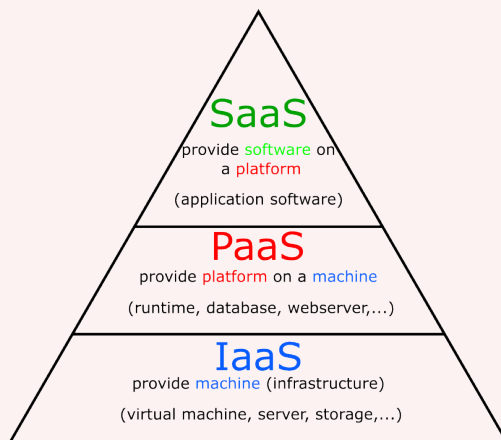 SaaS
provide software on
a platform
(application software)
PaaS
provide platform on a machine
(runtime, database, webserver,...)
IaaS
provide machine (infrastructure)
(virtual machine, server, storage,...)